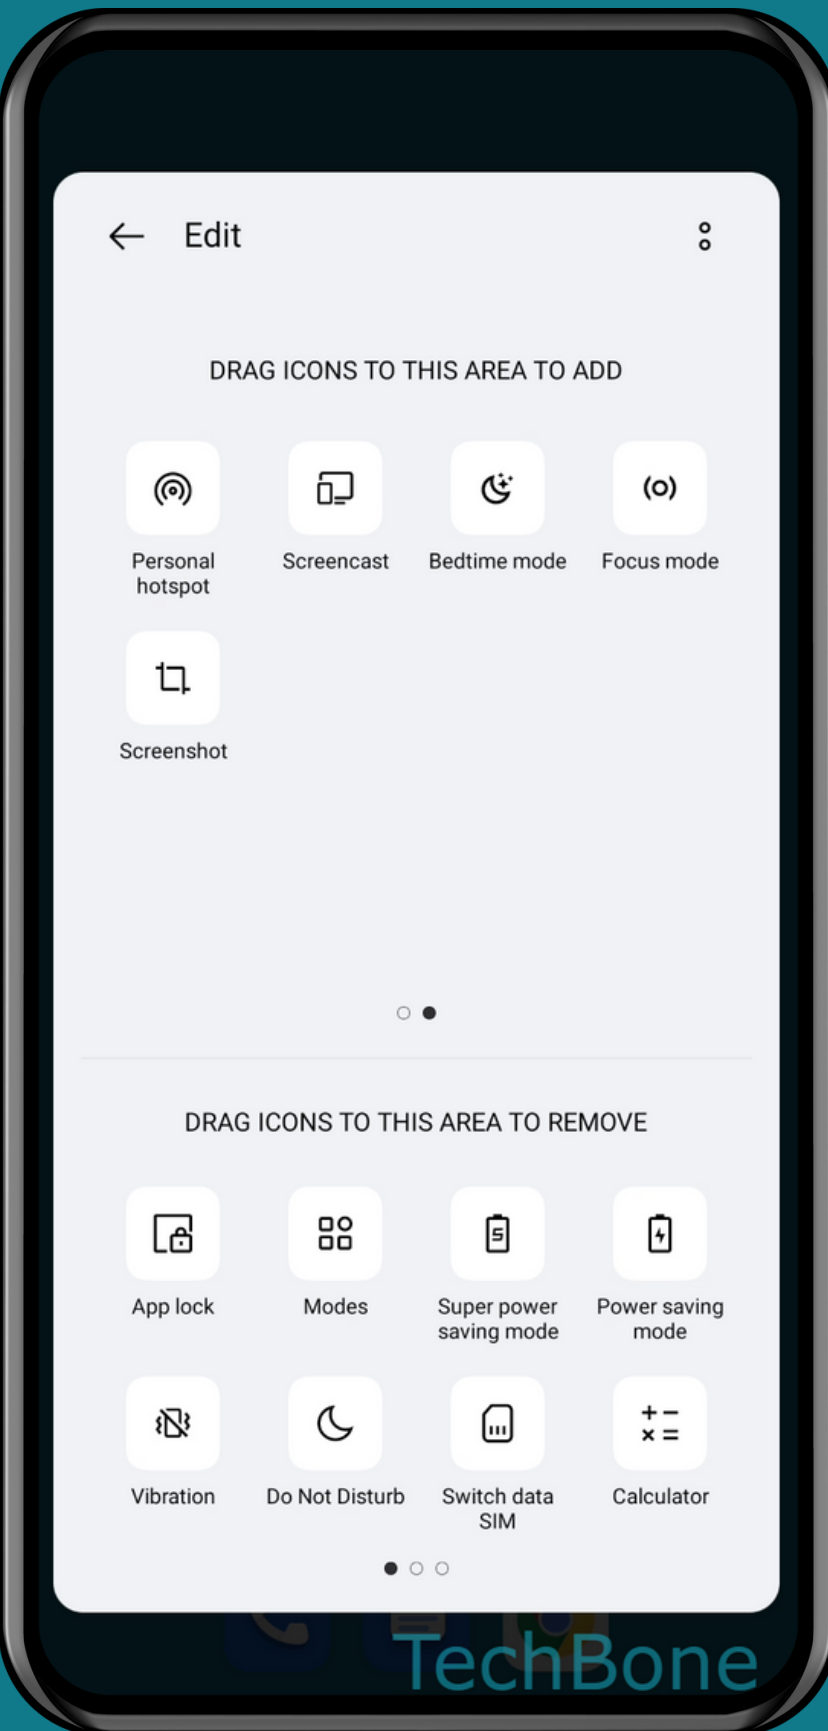 Edit
DRAG ICONS TO THIS AREA TO ADD
Personal
hotspot
Screencast
Bedtime mode
Focus mode
Screenshot
DRAG ICONS TO THIS AREA TO REMOVE
App lock
Modes
Super power
saving mode
Power saving
mode
Vibration
Do Not Disturb
Switch data
SIM
Calculator
TechBone